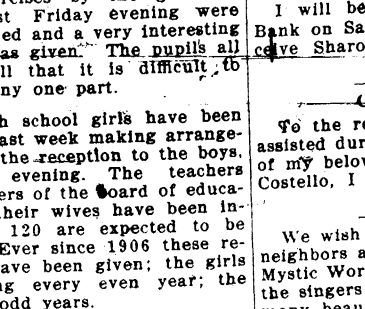 st Friday evening were
ed and a very interesting
as given. The pupils all
ll that it is difficult to
ny one part.
h school girls have been
ast week making arrange-
the reception to the boys,
evening. The teachers
ers of the board of educa-
heir wives have been in-
120 are expected to be
Ever since 1906 these re-
ave been given; the girls
ng every even year; the
odd years.
I will be
Bank on Sa
ceive Sharo
To the re
assisted dur
of my belov
Costello, I
We wish
neighbors a
Mystic Wor
the singers